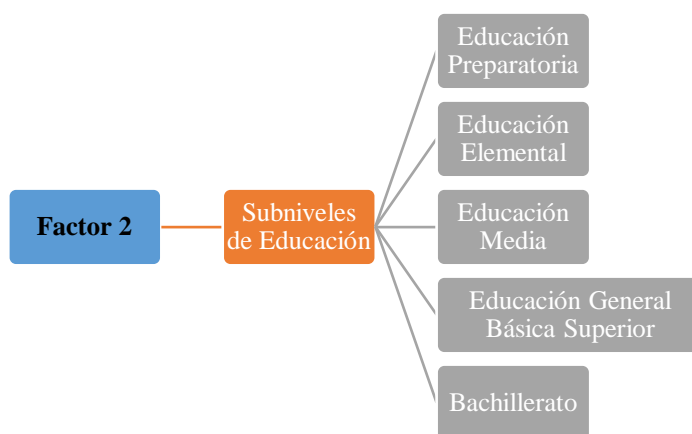 Factor 2
Subniveles
de Educación
Educación
Preparatoria
Educación
Elemental
Educación
Media
Educación General
Básica Superior
Bachillerato